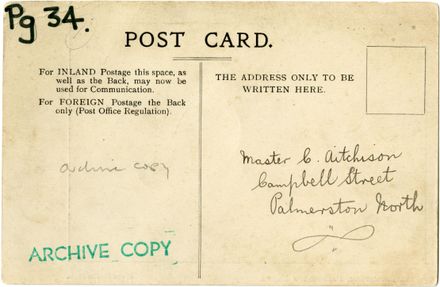 Pg 34.
POST CARD.
For INLAND Postage this space, as
well as the Back, may now be
used for Communication.
For FOREIGN Postage the Back
only (Post Office Regulation).
THE ADDRESS ONLY TO BE
WRITTEN HERE.
archive copy
Master C. Aitchison
Campbell Street
Palmerston North
ARCHIVE COPY